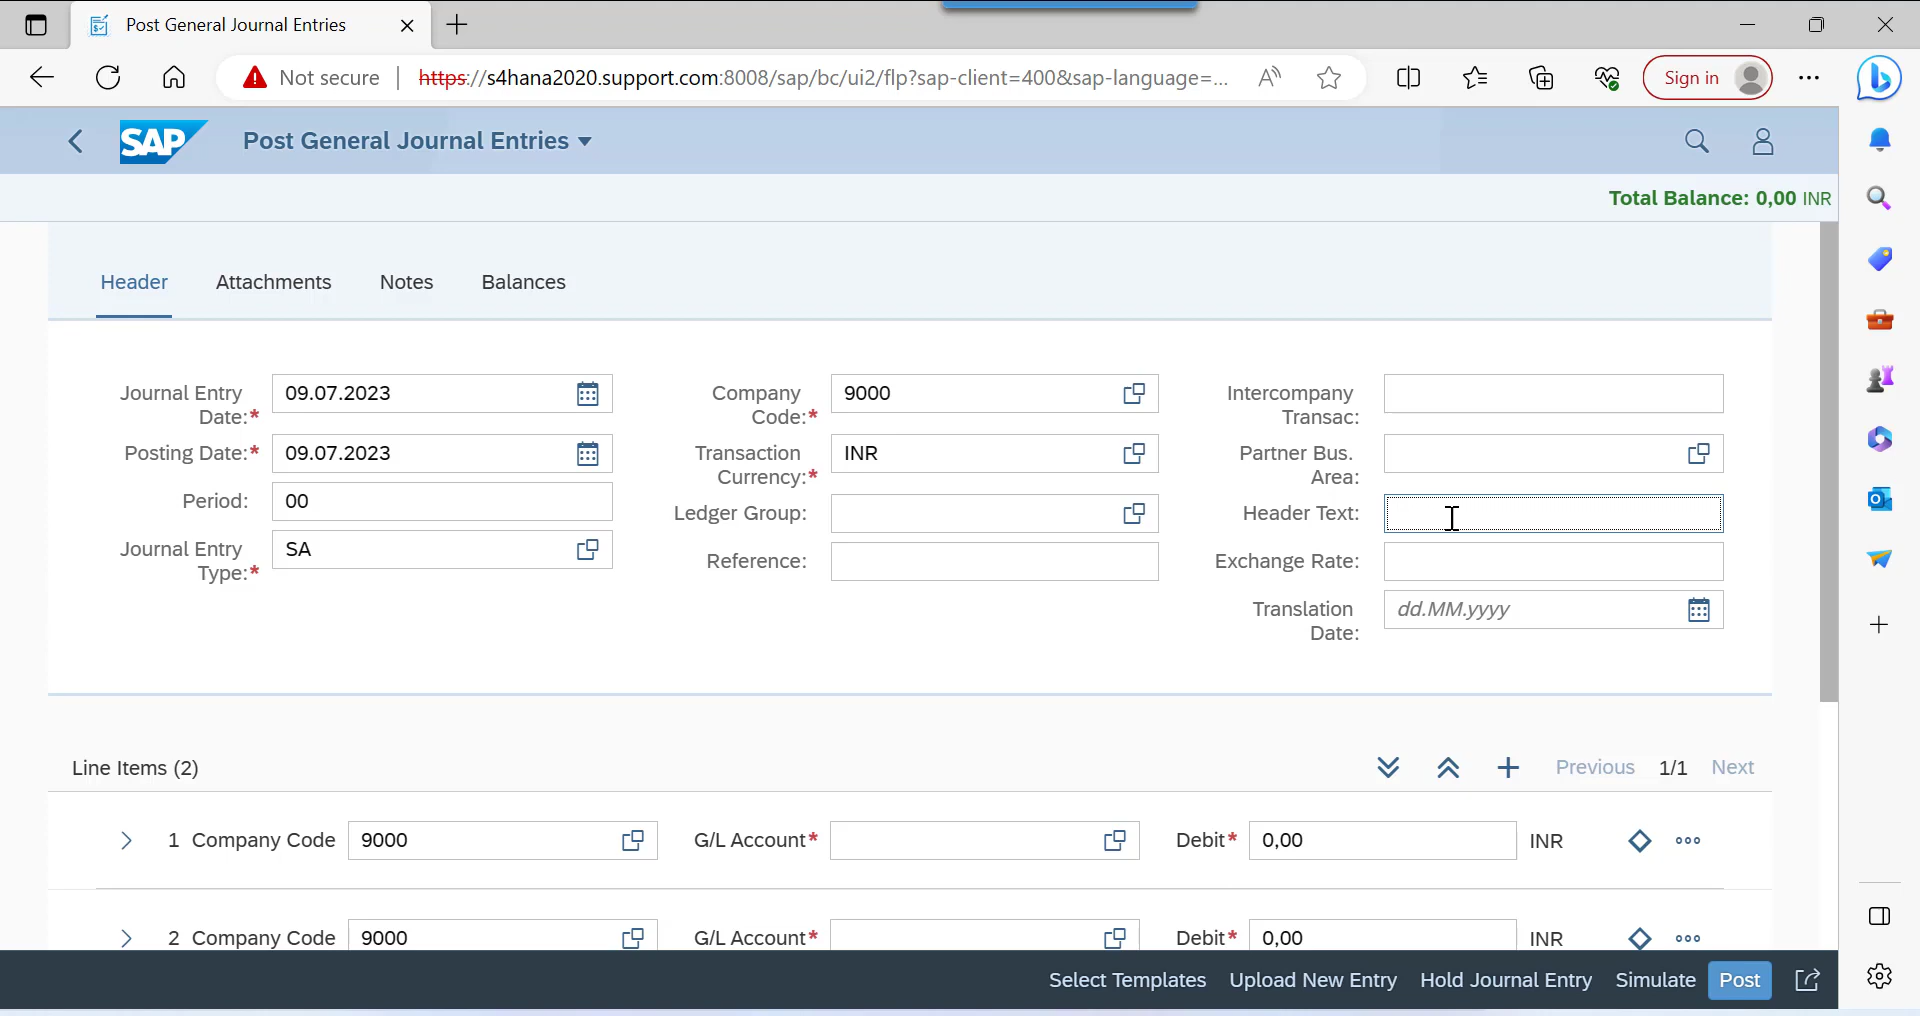 Post General Journal Entries
Not secure
https://s4hana2020.support.com:8008/sap/bc/ui2/flp?sap-client=400&sap-language=...
Sign in
SAP
Post General Journal Entries
Total Balance: 0,00 INR
Header
Attachments
Notes
Balances
Journal Entry Date:* 09.07.2023
Posting Date:* 09.07.2023
Period: 00
Journal Entry Type:* SA
Company Code:* 9000
Transaction Currency:* INR
Ledger Group:
Reference:
Intercompany Transac:
Partner Bus. Area:
Header Text:
Exchange Rate:
Translation Date: dd.MM.yyyy
Line Items (2)
Previous 1/1 Next
1 Company Code 9000 G/L Account* Debit* 0,00 INR
2 Company Code 9000 G/L Account* Debit* 0,00 INR
Select Templates Upload New Entry Hold Journal Entry Simulate Post